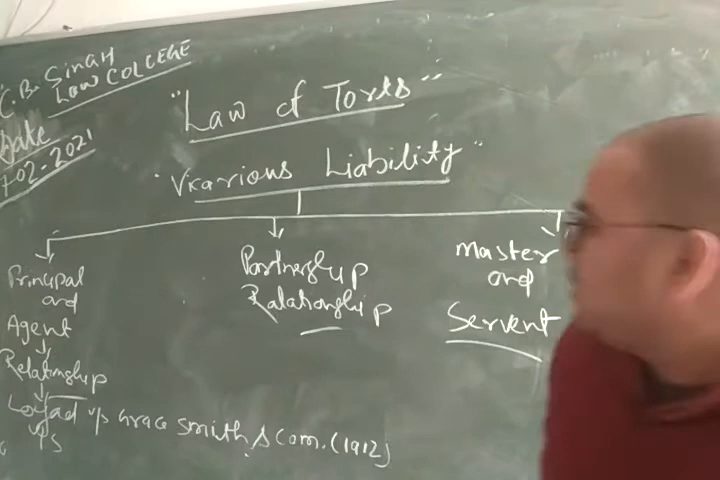 C.B. Singh
Law COLLEGE
Date
7-02-2021
"Law of Torts"
"Vicarious Liability"
Principal
and
Agent
Relationship
Partnership
Relationship
Master
and
Servent
v/s Grace Smith & Com. (1912)
v/s